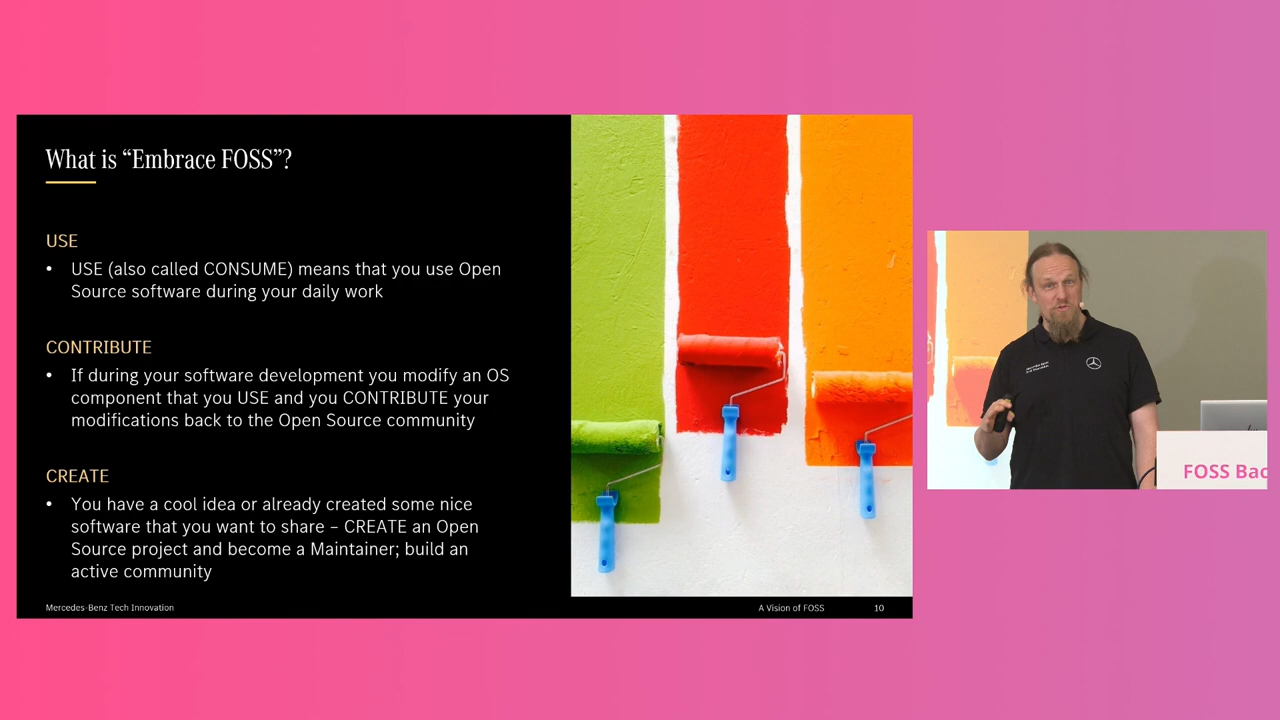 What is “Embrace FOSS”?
USE
• USE (also called CONSUME) means that you use Open
Source software during your daily work
CONTRIBUTE
• If during your software development you modify an OS
component that you USE and you CONTRIBUTE your
modifications back to the Open Source community
CREATE
• You have a cool idea or already created some nice
software that you want to share – CREATE an Open
Source project and become a Maintainer; build an
active community
Mercedes-Benz Tech Innovation
A Vision of FOSS
10
FOSS Bac